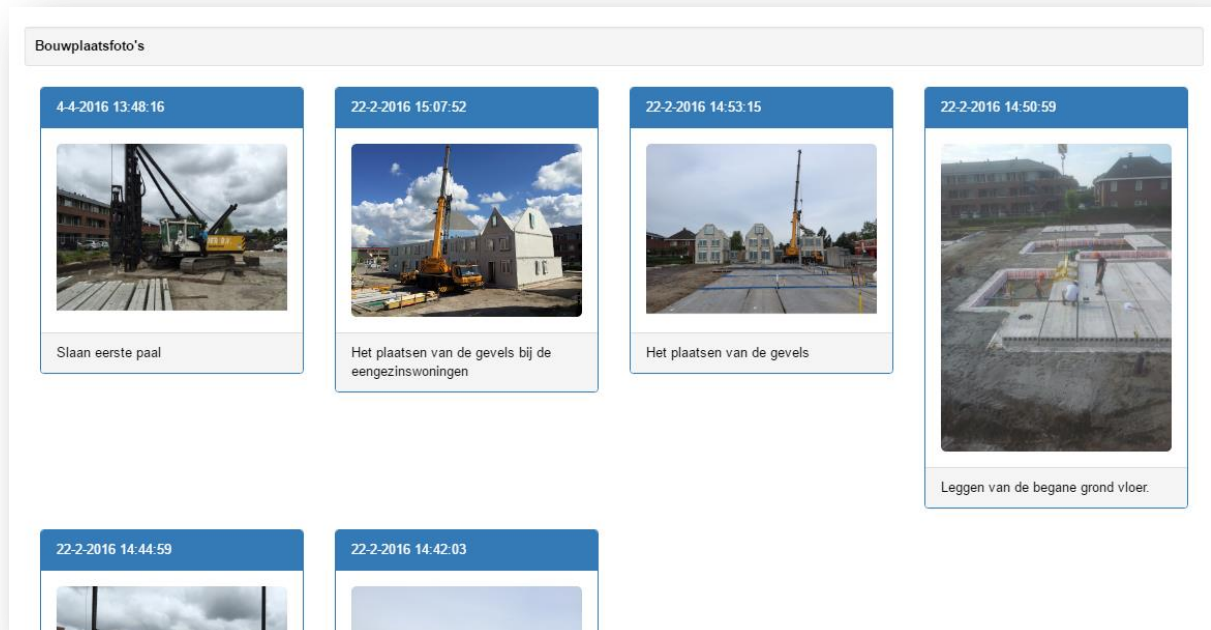 Bouwplaatsfoto's
4-4-2016 13:48:16
22-2-2016 15:07:52
22-2-2016 14:53:15
22-2-2016 14:50:59
Slaan eerste paal
Het plaatsen van de gevels bij de
eengezinswoningen
Het plaatsen van de gevels
Leggen van de begane grond vloer.
22-2-2016 14:44:59
22-2-2016 14:42:03